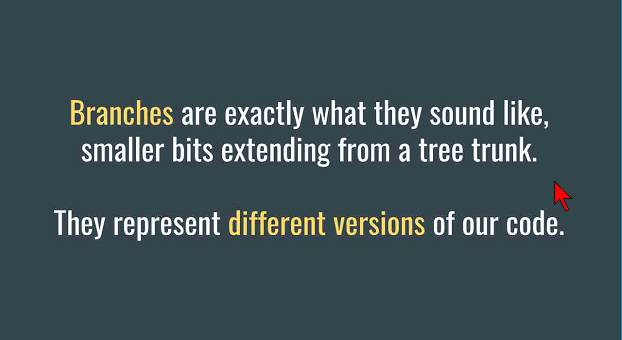 Branches are exactly what they sound like,
smaller bits extending from a tree trunk.
They represent different versions of our code.